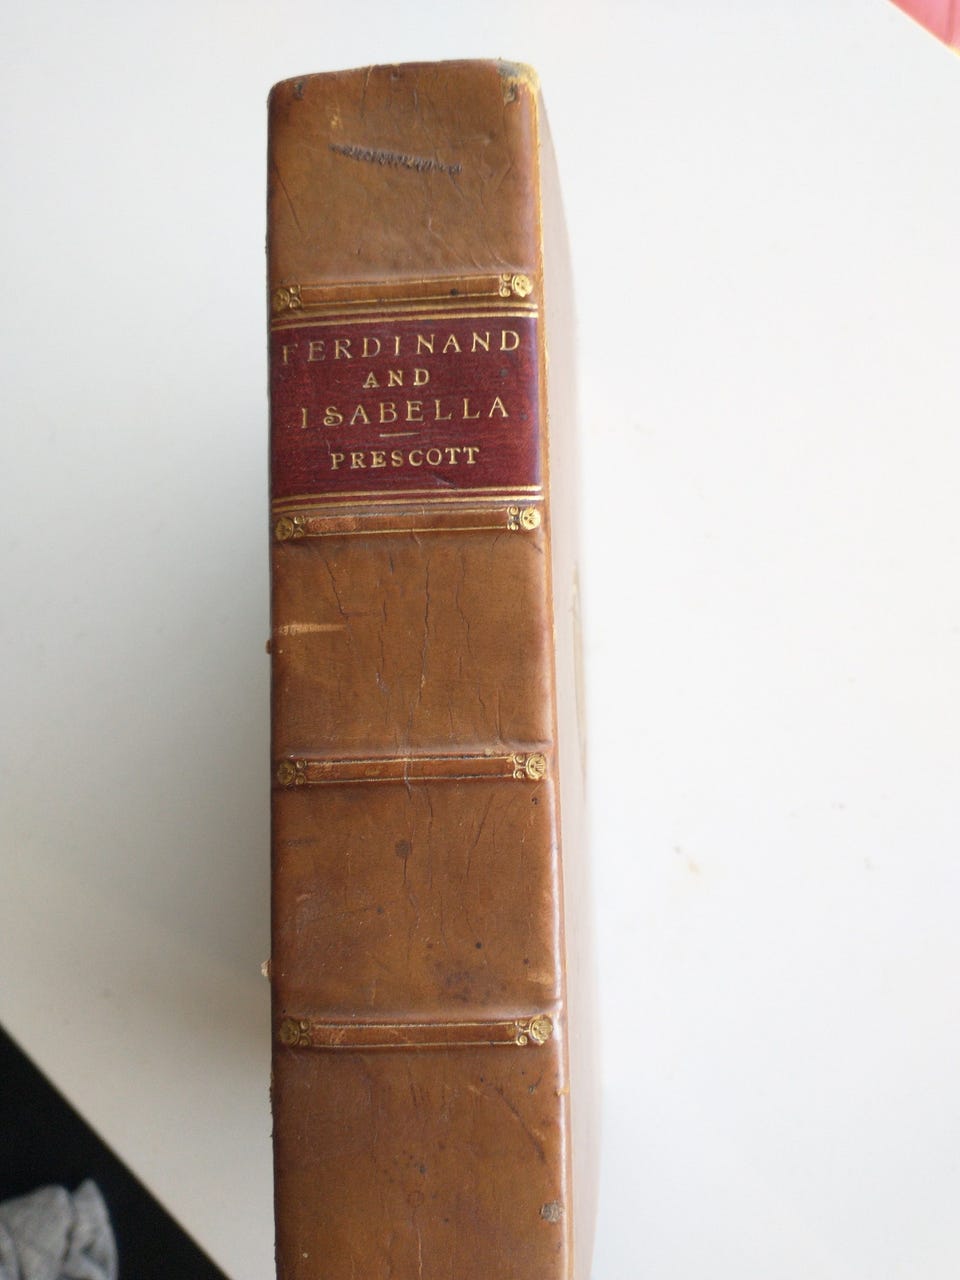 FERDINAND
AND
ISABELLA
PRESCOTT